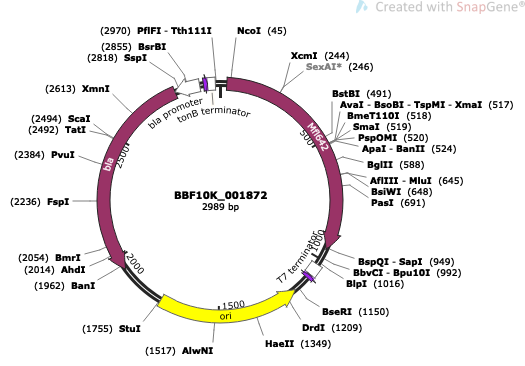 Created with SnapGene®
(2970) PflFI - Tth111I
NcoI (45)
(2855) BsrBI
(2818) SspI
XcmI (244)
SexAI* (246)
(2613) XmnI
BstBI (491)
AvaI - BsoBI - TspMI - XmaI (517)
BmeT110I (518)
SmaI (519)
PspOMI (520)
ApaI - BanII (524)
BglII (588)
AflIII - MluI (645)
BsiWI (648)
PasI (691)
(2494) ScaI
(2492) TatI
(2384) PvuI
(2236) FspI
(2054) BmrI
(2014) AhdI
(1962) BanI
(1755) StuI
(1517) AlwNI
HaeII (1349)
DrdI (1209)
BseRI (1150)
BlpI (1016)
BbvCI - Bpu10I (992)
BspQI - SapI (949)
bla promoter
tonB terminator
Mfl642
bla
T7 terminator
ori
500
1000
1500
2000
2500
BBF10K_001872
2989 bp